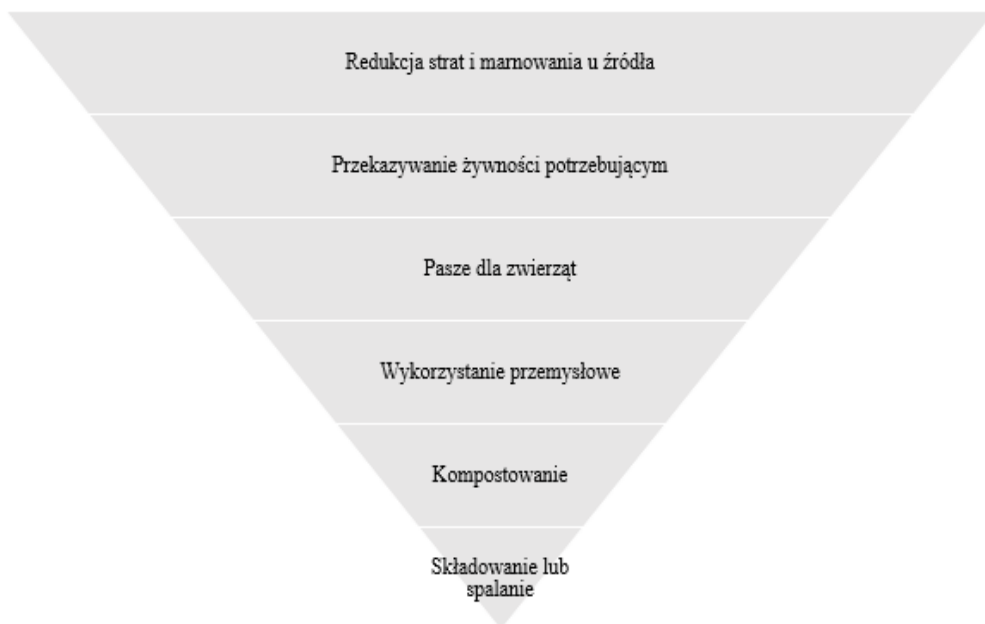 Redukcja strat i marnowania u źródła
Przekazywanie żywności potrzebującym
Pasze dla zwierząt
Wykorzystanie przemysłowe
Kompostowanie
Składowanie lub
spalanie